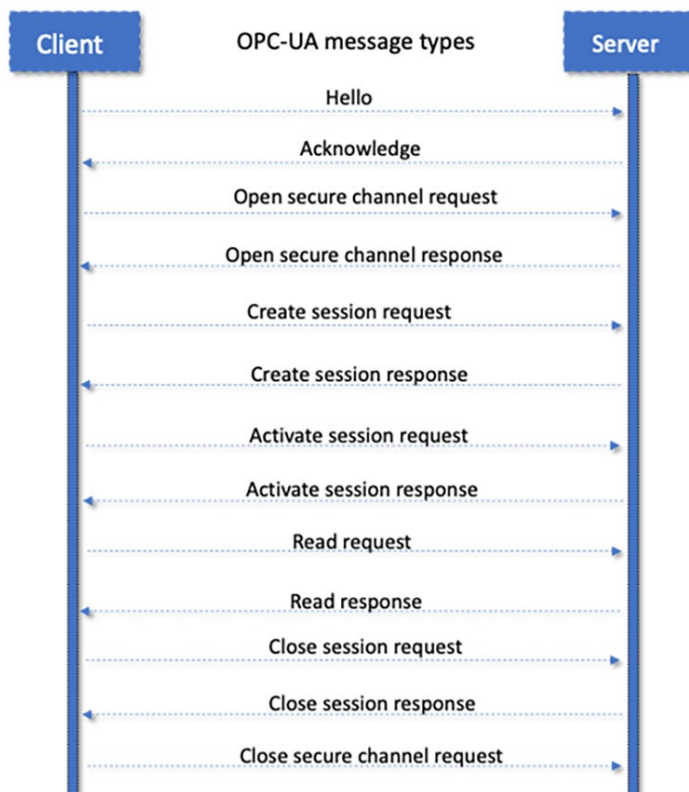 Client
OPC-UA message types
Server
Hello
Acknowledge
Open secure channel request
Open secure channel response
Create session request
Create session response
Activate session request
Activate session response
Read request
Read response
Close session request
Close session response
Close secure channel request